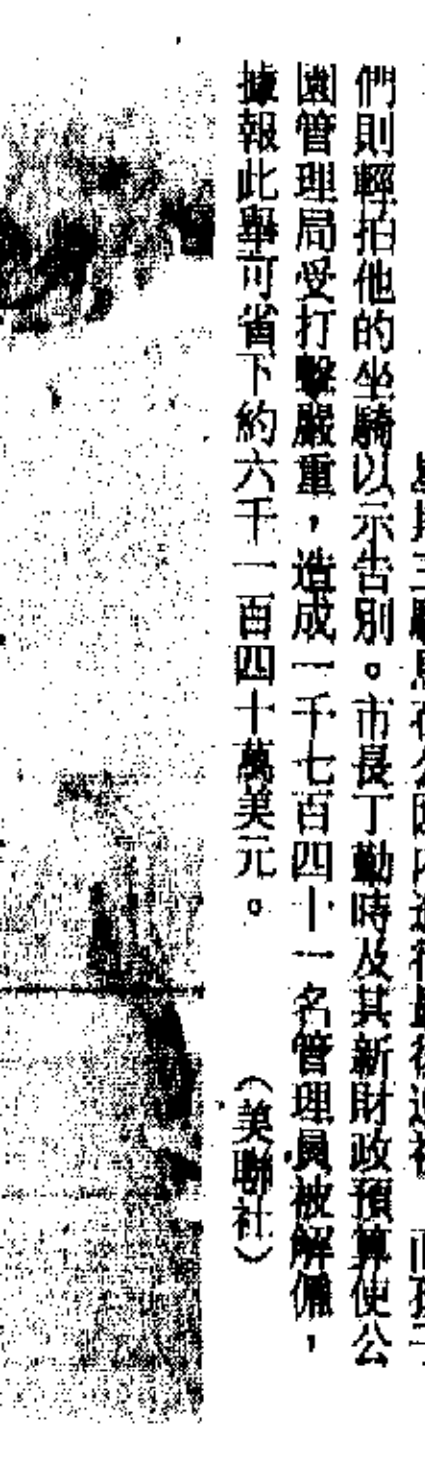 們則輕拍他的坐騎以示告別。市長丁勤時及其新財政預算使公
園管理局受打擊嚴重，造成一千七百四十一名管理員被解僱，
據報此舉可省下約六千一百四十萬美元。（美聯社）